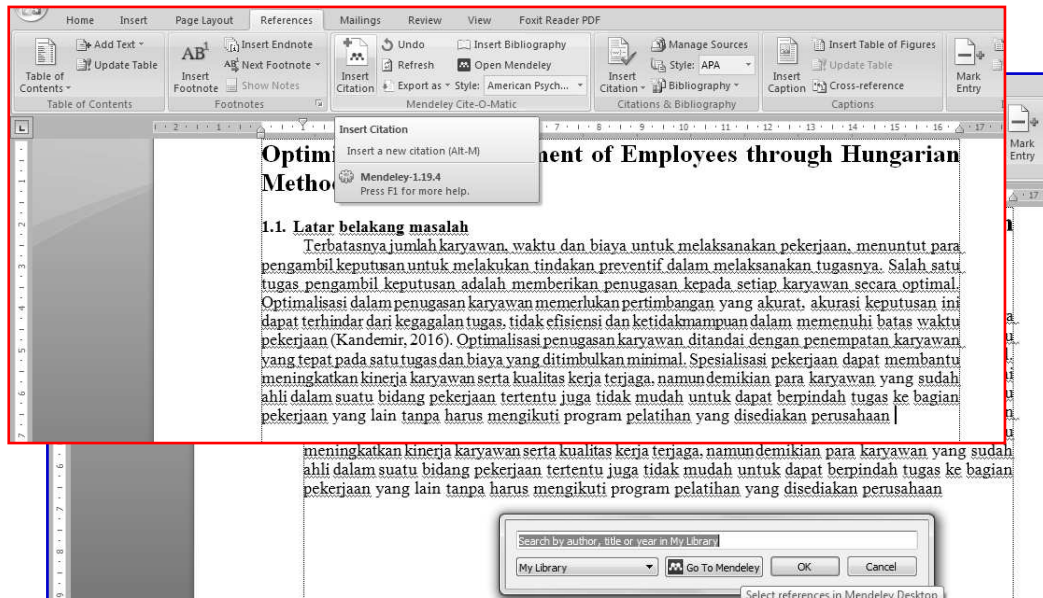 Home Insert Page Layout References Mailings Review View Foxit Reader PDF
Table of Contents
Add Text
Update Table
Table of Contents
AB¹
Insert Footnote
Insert Endnote
Next Footnote
Show Notes
Footnotes
Insert Citation
Undo
Refresh
Export as
Insert Bibliography
Open Mendeley
Style: American Psych...
Mendeley Cite-O-Matic
Insert Citation
Manage Sources
Style: APA
Bibliography
Citations & Bibliography
Insert Caption
Insert Table of Figures
Update Table
Cross-reference
Captions
Mark Entry
Mark Entry
Insert Citation
Insert a new citation (Alt-M)
Mendeley-1.19.4
Press F1 for more help.
of Employees through Hungarian
1.1. Latar belakang masalah
Terbatasnya jumlah karyawan, waktu dan biaya untuk melaksanakan pekerjaan, menuntut para
pengambil keputusan untuk melakukan tindakan preventif dalam melaksanakan tugasnya. Salah satu
tugas pengambil keputusan adalah memberikan penugasan kepada setiap karyawan secara optimal.
Optimalisasi dalam penugasan karyawan memerlukan pertimbangan yang akurat, akurasi keputusan ini
dapat terhindar dari kegagalan tugas, tidak efisiensi dan ketidakmampuan dalam memenuhi batas waktu
pekerjaan (Kandemir, 2016). Optimalisasi penugasan karyawan ditandai dengan penempatan karyawan
yang tepat pada satu tugas dan biaya yang ditimbulkan minimal. Spesialisasi pekerjaan dapat membantu
meningkatkan kinerja karyawan serta kualitas kerja terjaga, namun demikian para karyawan yang sudah
ahli dalam suatu bidang pekerjaan tertentu juga tidak mudah untuk dapat berpindah tugas ke bagian
pekerjaan yang lain tanpa harus mengikuti program pelatihan yang disediakan perusahaan
meningkatkan kinerja karyawan serta kualitas kerja terjaga, namun demikian para karyawan yang sudah
ahli dalam suatu bidang pekerjaan tertentu juga tidak mudah untuk dapat berpindah tugas ke bagian
pekerjaan yang lain tanpa harus mengikuti program pelatihan yang disediakan perusahaan
Search by author, title or year in My Library
My Library Go To Mendeley OK Cancel
Select references in Mendeley Desktop